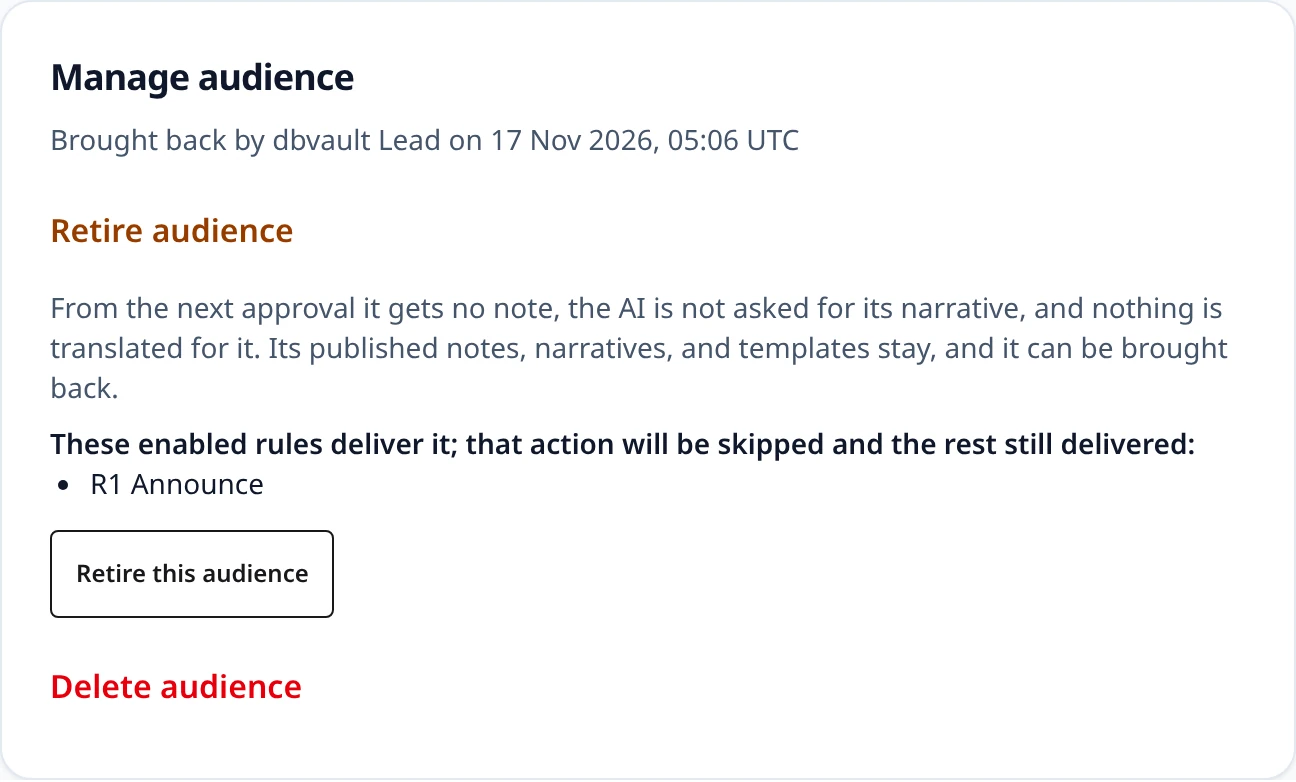 Manage audience
Brought back by dbvault Lead on 17 Nov 2026, 05:06 UTC
Retire audience
From the next approval it gets no note, the AI is not asked for its narrative, and nothing is
translated for it. Its published notes, narratives, and templates stay, and it can be brought
back.
These enabled rules deliver it; that action will be skipped and the rest still delivered:
• R1 Announce
Retire this audience
Delete audience